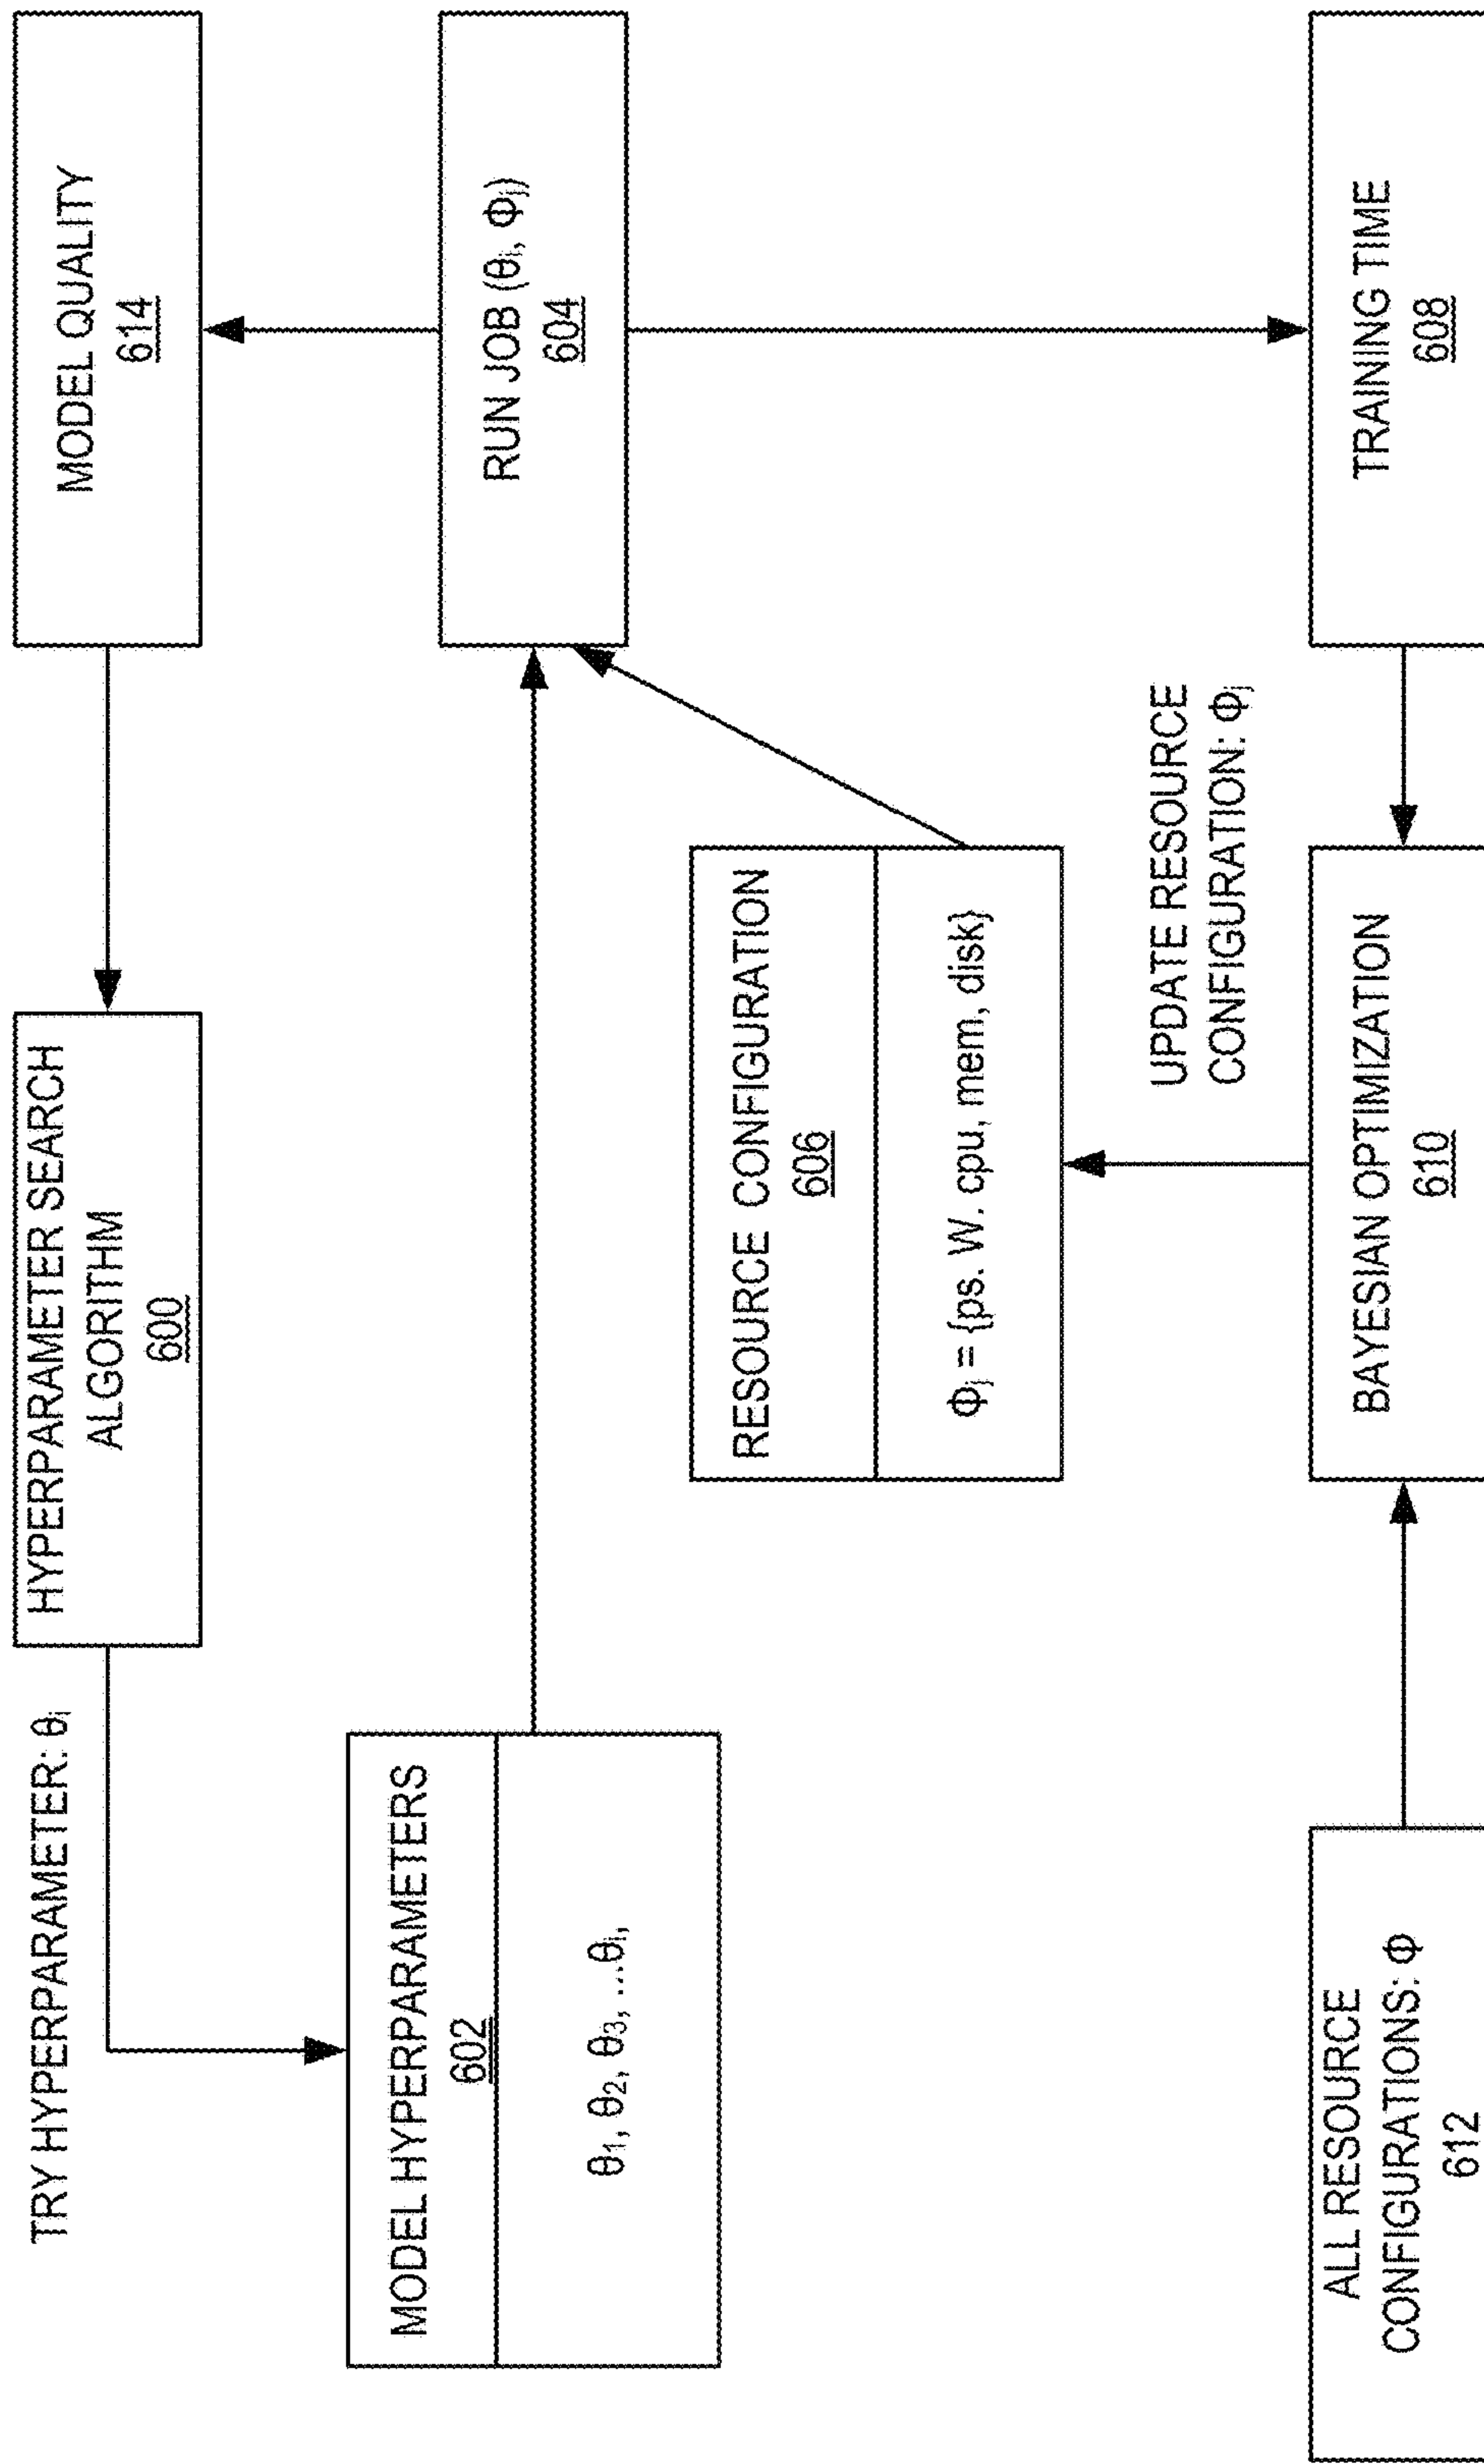 TRY HYPERPARAMETER: θᵢ
HYPERPARAMETER SEARCH
ALGORITHM
600
MODEL QUALITY
614
MODEL HYPERPARAMETERS
602
θ₁, θ₂, θ₃, ...θᵢ,
RUN JOB (θᵢ, Φⱼ)
604
RESOURCE CONFIGURATION
606
Φⱼ = {ps. W. cpu, mem, disk}
UPDATE RESOURCE
CONFIGURATION: Φⱼ
ALL RESOURCE
CONFIGURATIONS: Φ
612
BAYESIAN OPTIMIZATION
610
TRAINING TIME
608